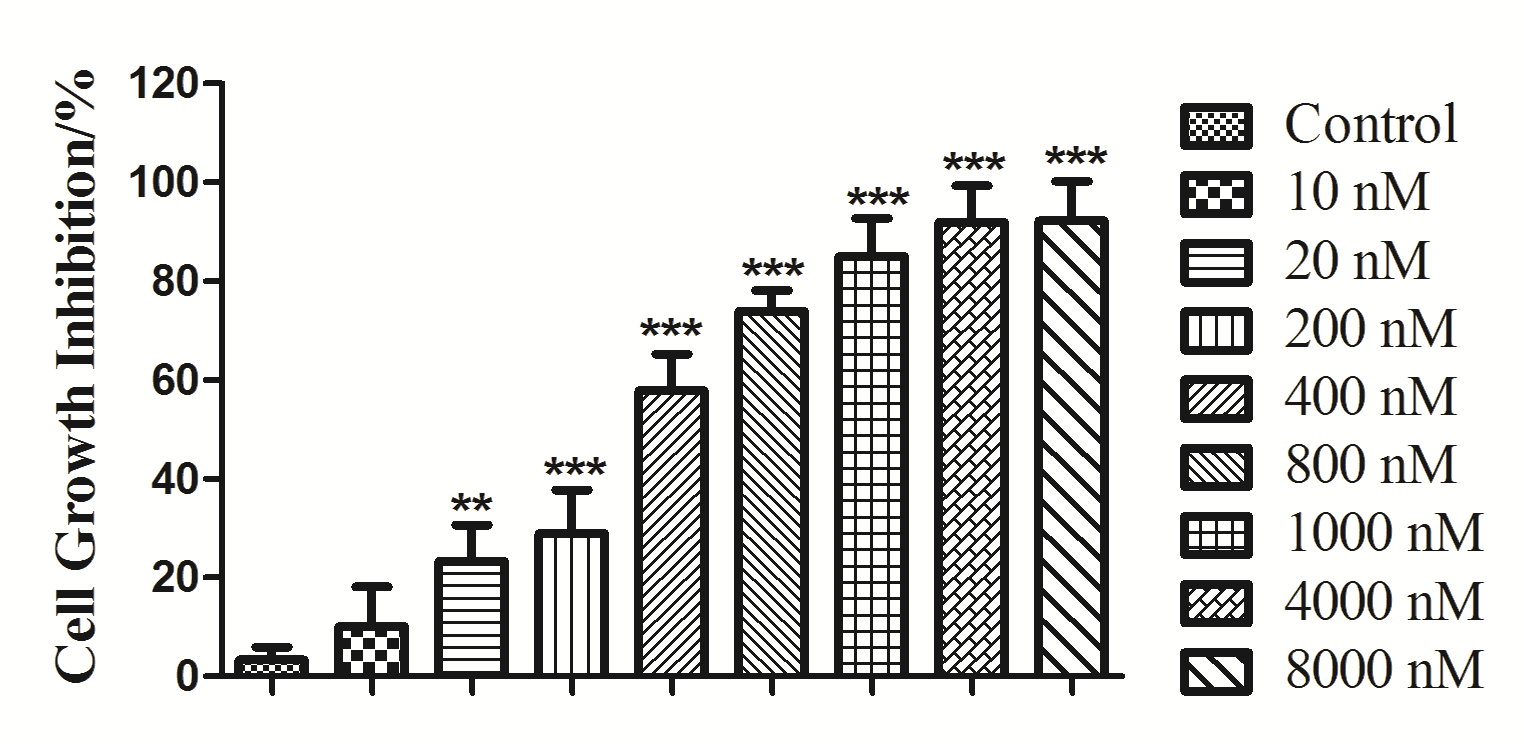 Cell Growth Inhibition/%
120
100
80
60
40
20
0
**
***
***
***
***
***
***
Control
10 nM
20 nM
200 nM
400 nM
800 nM
1000 nM
4000 nM
8000 nM